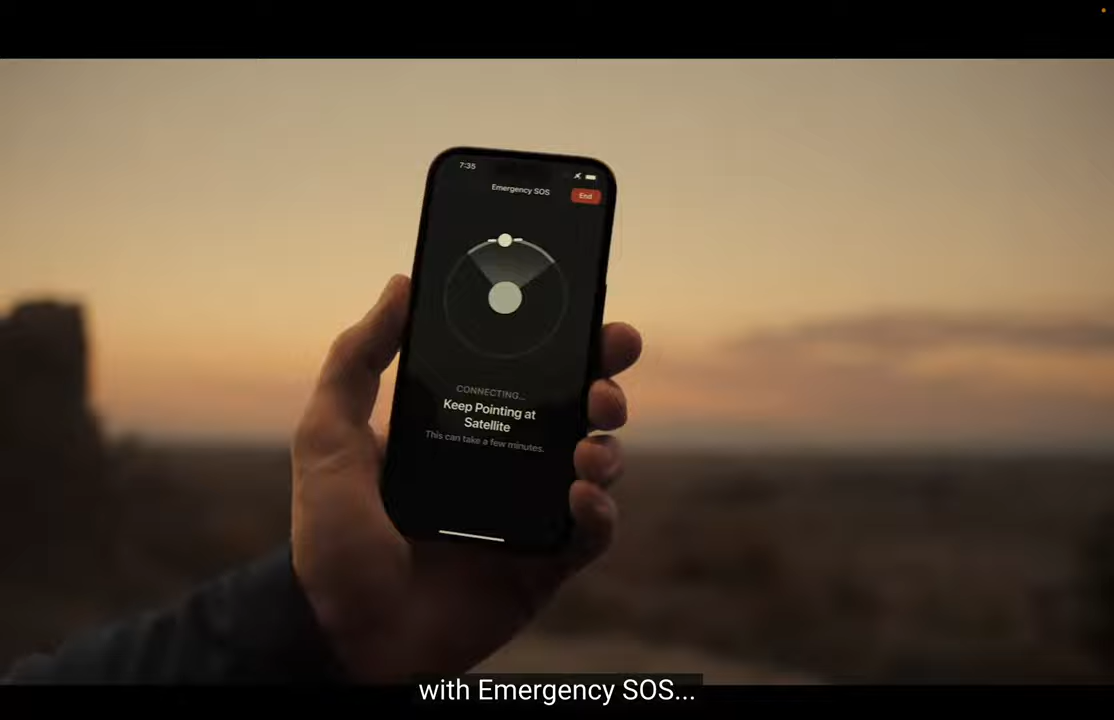 7:35
Emergency SOS
End
CONNECTING...
Keep Pointing at
Satellite
This can take a few minutes.
with Emergency SOS...